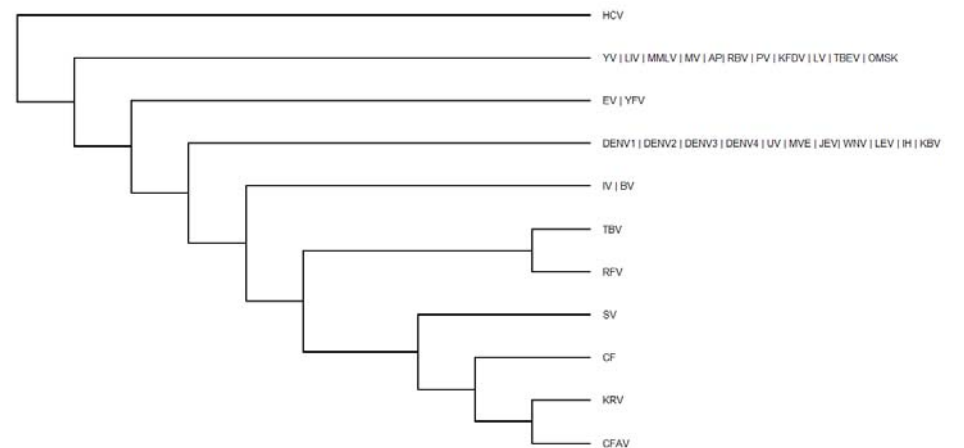 HCV
YV | LIV | MMLV | MV | AP| RBV | PV | KFDV | LV | TBEV | OMSK
EV | YFV
DENV1 | DENV2 | DENV3 | DENV4 | UV | MVE | JEV| WNV | LEV | IH | KBV
IV | BV
TBV
RFV
SV
CF
KRV
CFAV